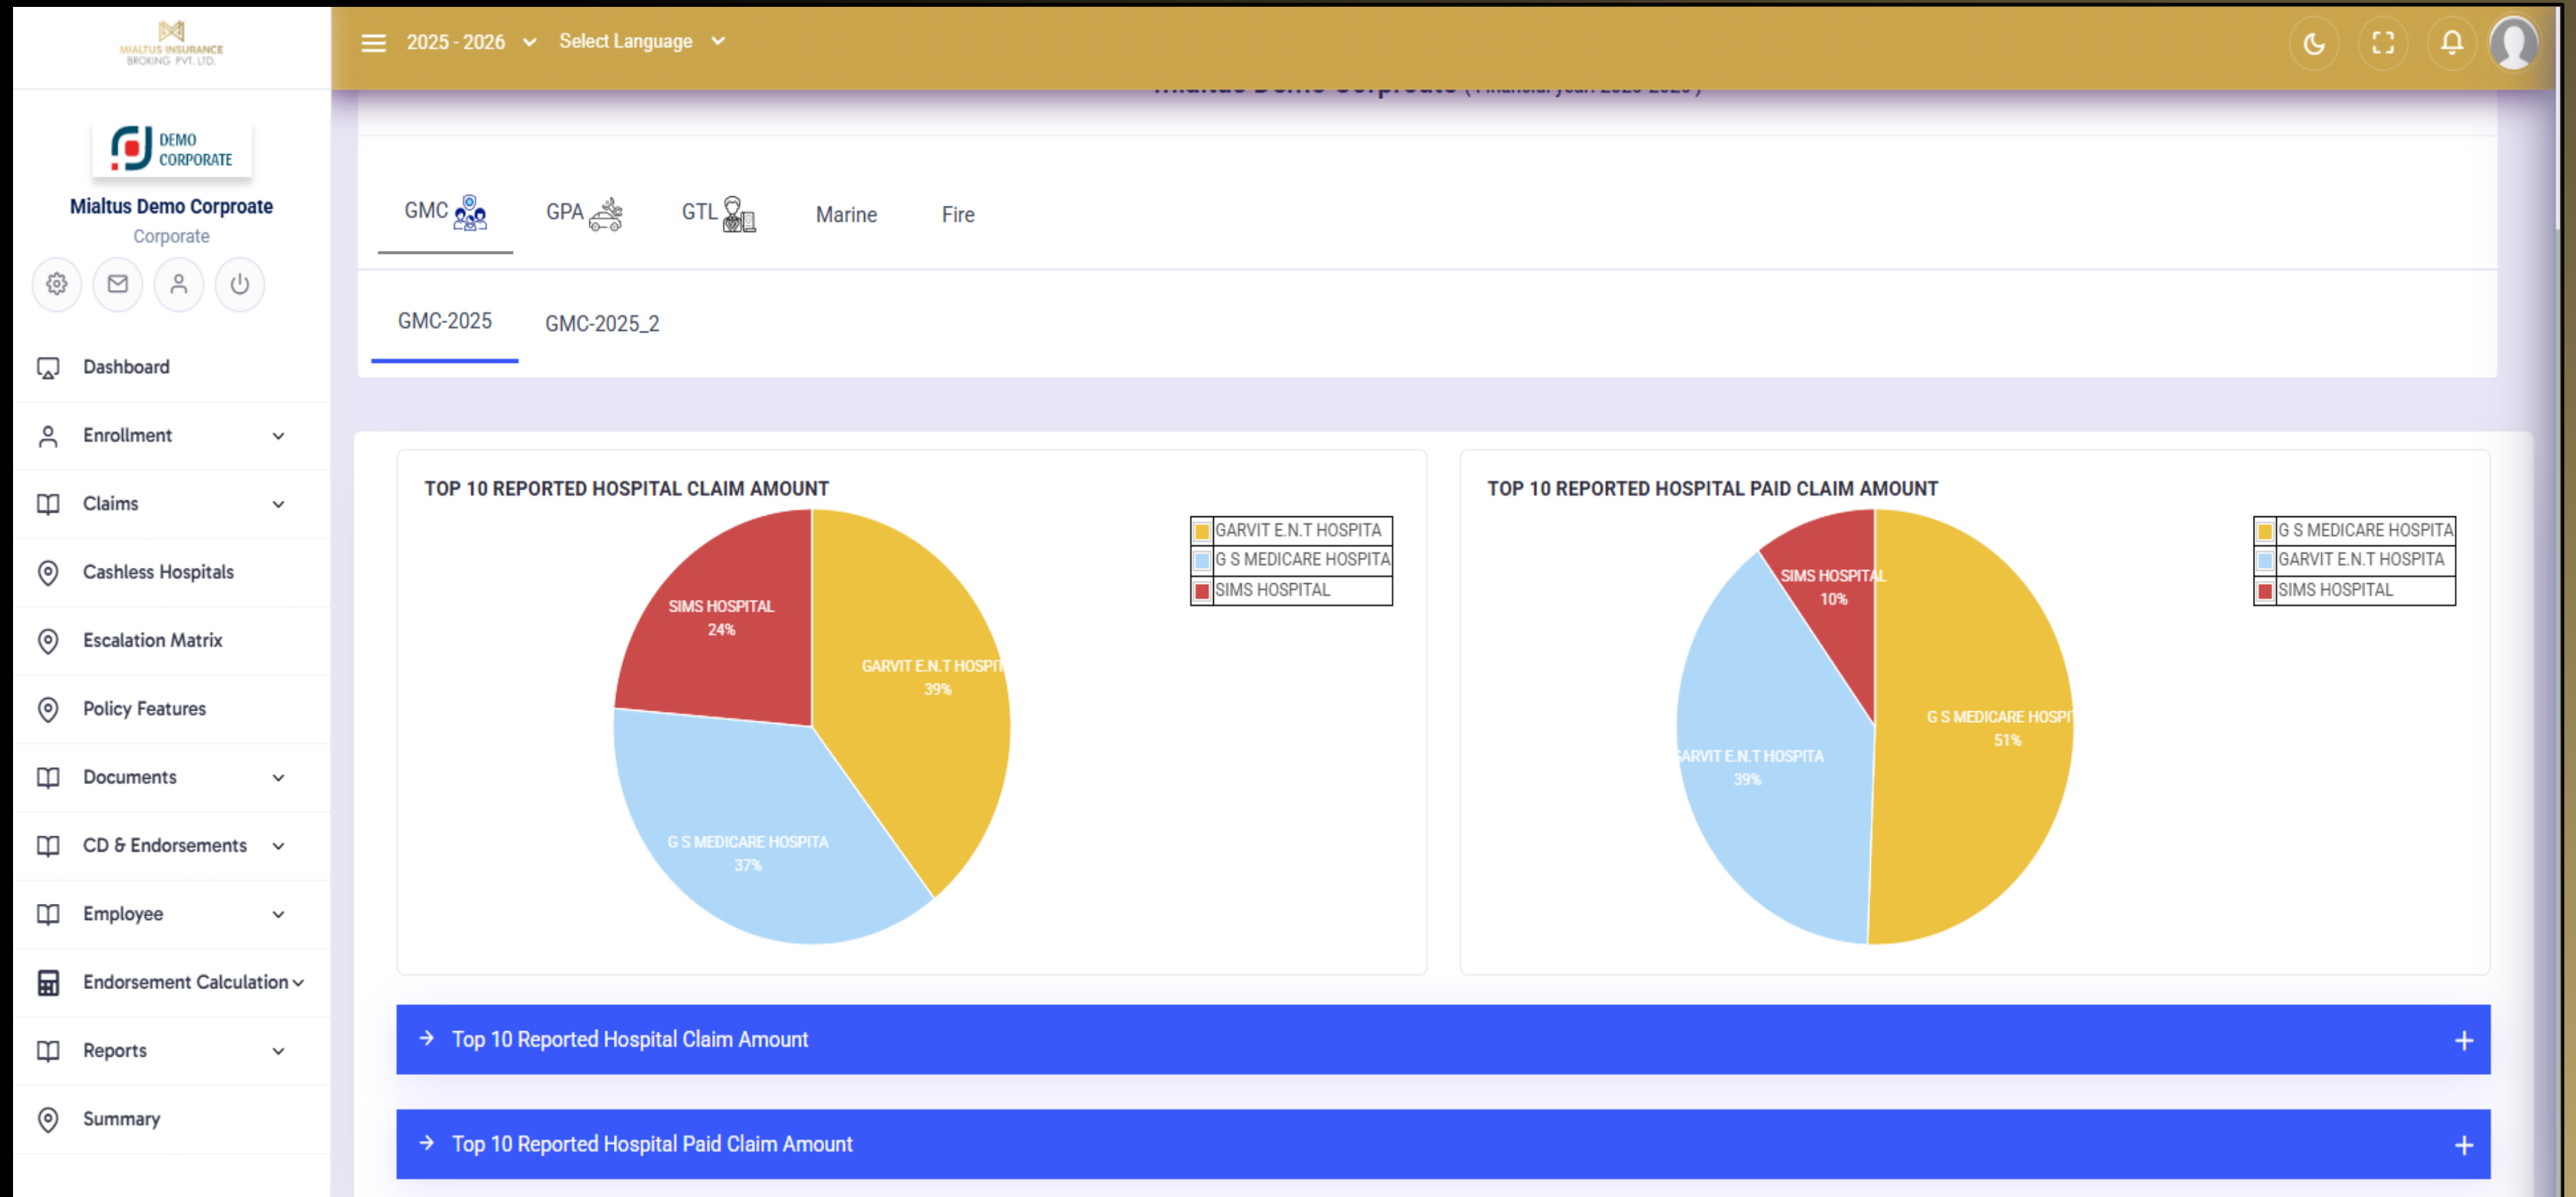 MIALTUS INSURANCE
BROKING PVT. LTD.
2025 - 2026
Select Language
DEMO
CORPORATE
Mialtus Demo Corproate
Corporate
Dashboard
Enrollment
Claims
Cashless Hospitals
Escalation Matrix
Policy Features
Documents
CD & Endorsements
Employee
Endorsement Calculation
Reports
Summary
Mialtus Demo Corproate
GMC
GPA
GTL
Marine
Fire
GMC-2025
GMC-2025_2
TOP 10 REPORTED HOSPITAL CLAIM AMOUNT
GARVIT E.N.T HOSPITA
G S MEDICARE HOSPITA
SIMS HOSPITAL
SIMS HOSPITAL
24%
GARVIT E.N.T HOSPIT
39%
G S MEDICARE HOSPITA
37%
TOP 10 REPORTED HOSPITAL PAID CLAIM AMOUNT
G S MEDICARE HOSPITA
GARVIT E.N.T HOSPITA
SIMS HOSPITAL
SIMS HOSPITAL
10%
G S MEDICARE HOSPIT
51%
GARVIT E.N.T HOSPITA
39%
Top 10 Reported Hospital Claim Amount
Top 10 Reported Hospital Paid Claim Amount